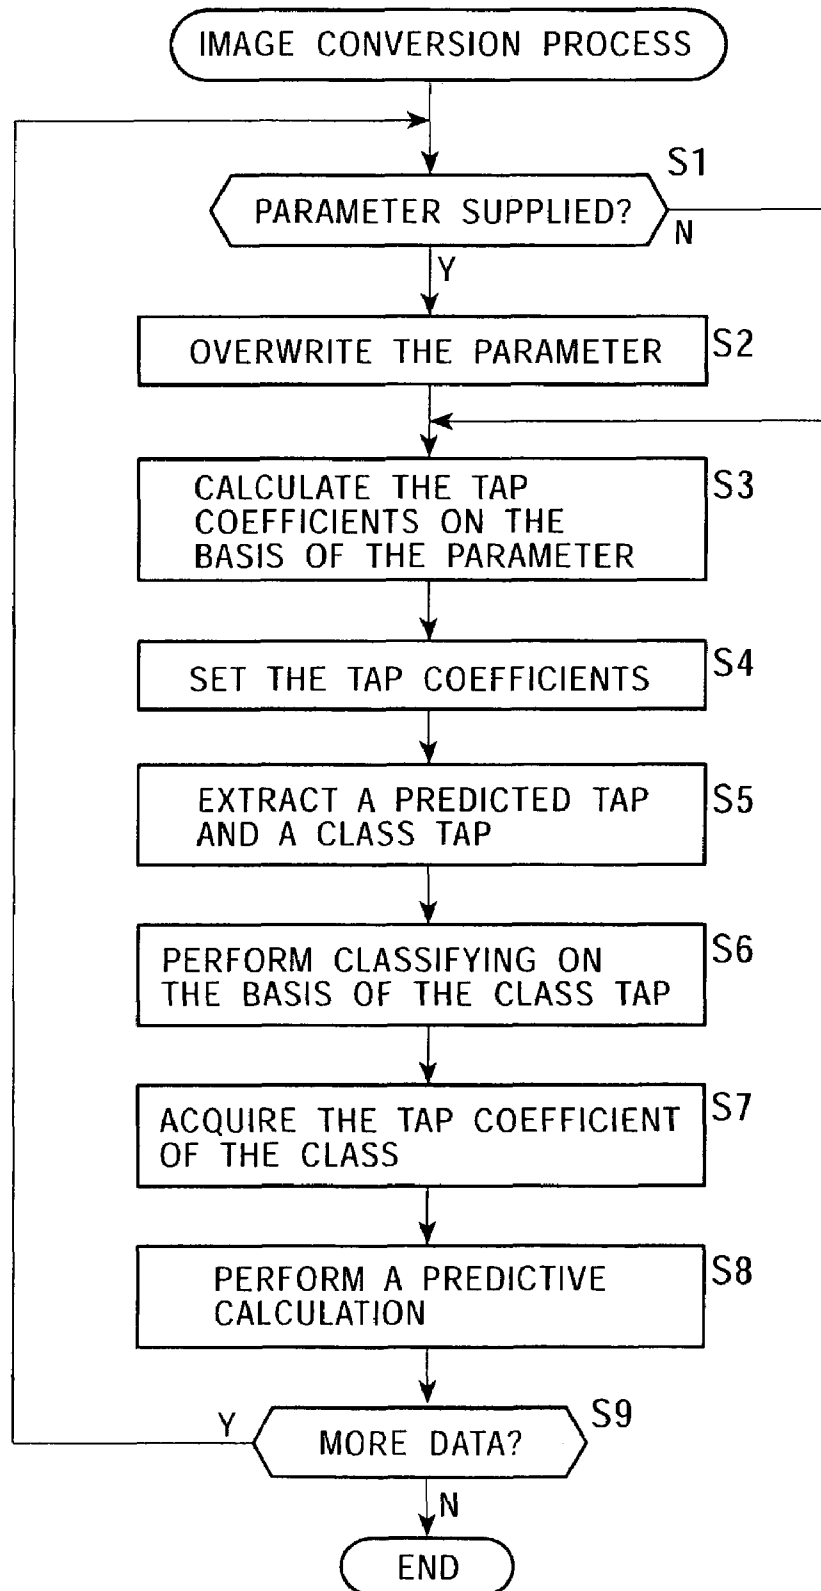 IMAGE CONVERSION PROCESS
S1
PARAMETER SUPPLIED?
N
Y
OVERWRITE THE PARAMETER
S2
CALCULATE THE TAP
COEFFICIENTS ON THE
BASIS OF THE PARAMETER
S3
SET THE TAP COEFFICIENTS
S4
EXTRACT A PREDICTED TAP
AND A CLASS TAP
S5
PERFORM CLASSIFYING ON
THE BASIS OF THE CLASS TAP
S6
ACQUIRE THE TAP COEFFICIENT
OF THE CLASS
S7
PERFORM A PREDICTIVE
CALCULATION
S8
Y
MORE DATA?
S9
N
END